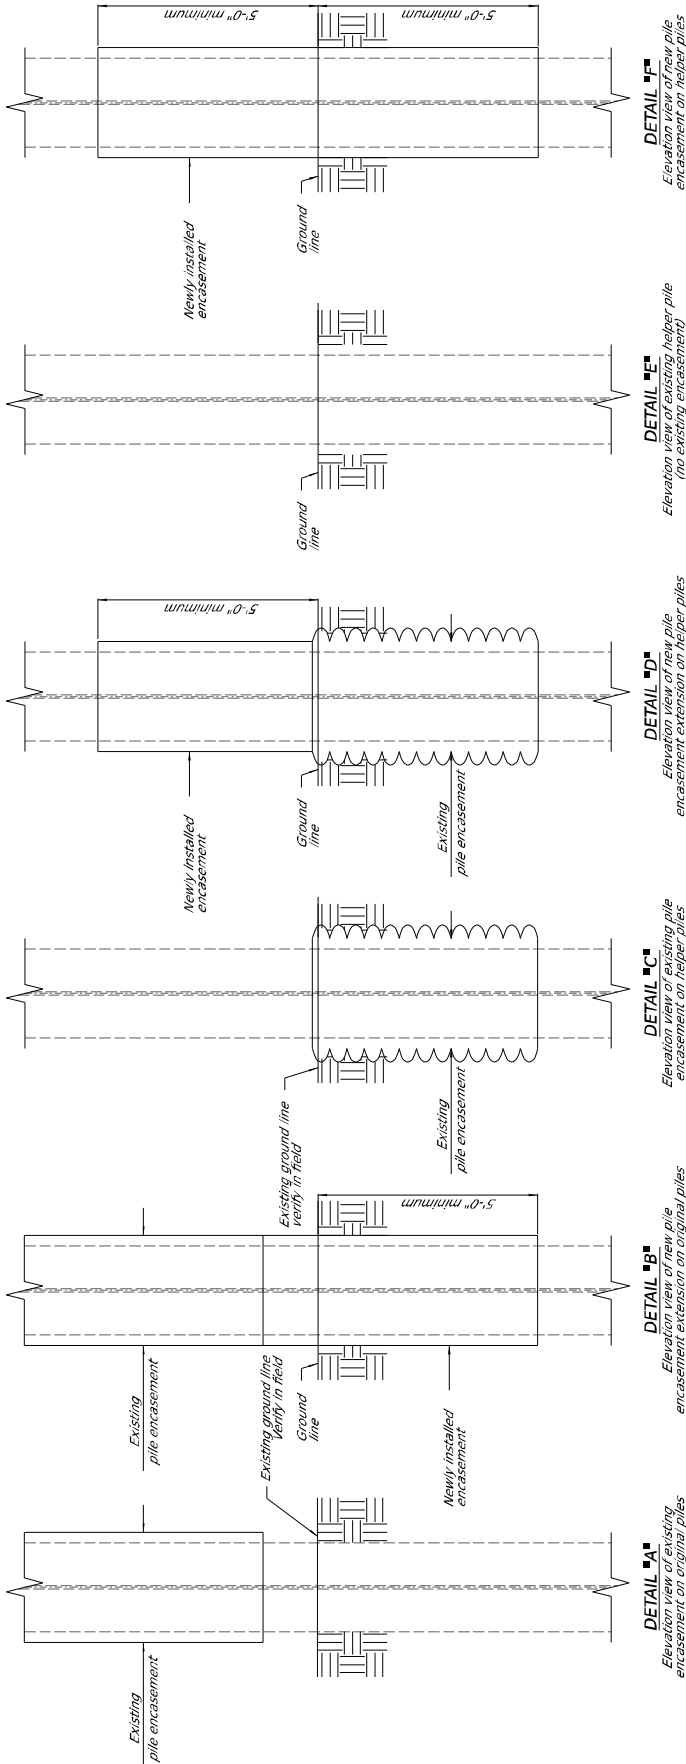 Existing
pile encasement
Existing ground line
Verify in field
DETAIL "A"
Elevation view of existing
encasement on original piles
Existing
pile encasement
Ground
line
Newly installed
encasement
5'-0" minimum
DETAIL "B"
Elevation view of new pile
encasement extension on original piles
Existing ground line
verify in field
Existing
pile encasement
DETAIL "C"
Elevation view of existing pile
encasement on helper piles
Newly installed
encasement
Ground
line
Existing
pile encasement
5'-0" minimum
DETAIL "D"
Elevation view of new pile
encasement extension on helper piles
Ground
line
DETAIL "E"
Elevation view of existing helper pile
(no existing encasement)
Newly installed
encasement
Ground
line
5'-0" minimum
5'-0" minimum
DETAIL "F"
Elevation view of new pile
encasement on helper piles